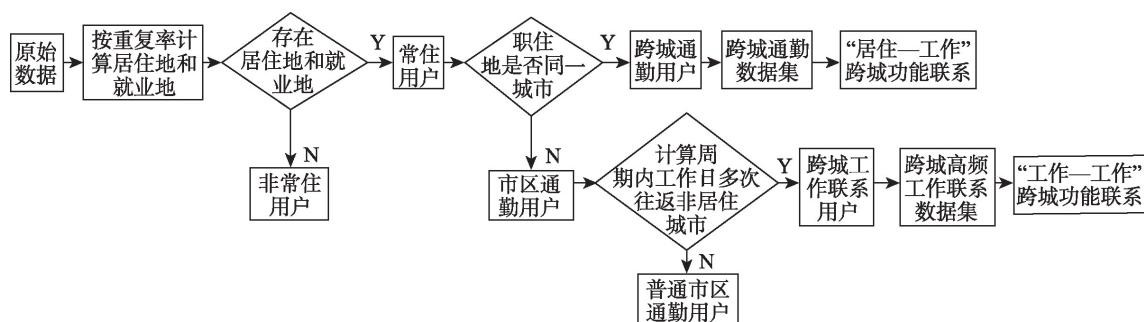 原始
数据
按重复率计
算居住地和
就业地
存在
居住地和就
业地
Y
常住
用户
职住
地是否同一
城市
Y
跨城通
勤用户
跨城通勤
数据集
“居住—工作”
跨城功能联系
N
非常住
用户
N
市区通
勤用户
计算周
期内工作日多次
往返非居住
城市
Y
跨城工
作联系
用户
跨城高频
工作联系
数据集
“工作—工作”
跨城功能联系
N
普通市区
通勤用户